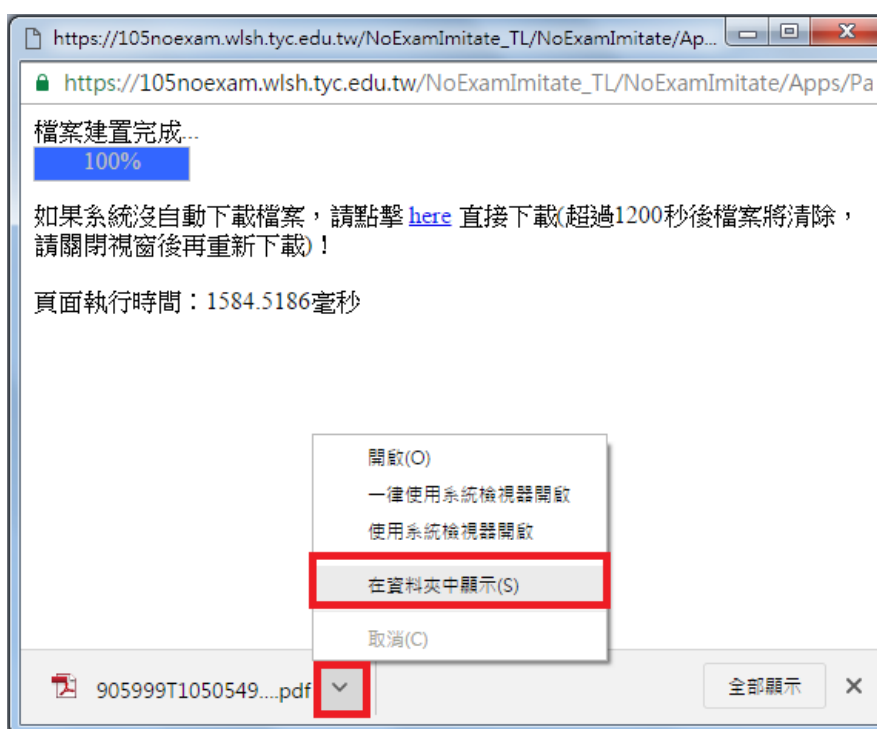 https://105noexam.wlsh.tyc.edu.tw/NoExamImitate_TL/NoExamImitate/Ap...
https://105noexam.wlsh.tyc.edu.tw/NoExamImitate_TL/NoExamImitate/Apps/Pa
檔案建置完成...
100%
如果系統沒自動下載檔案，請點擊 here 直接下載(超過1200秒後檔案將清除，
請關閉視窗後再重新下載)！
頁面執行時間：1584.5186毫秒
開啟(O)
一律使用系統檢視器開啟
使用系統檢視器開啟
在資料夾中顯示(S)
取消(C)
905999T1050549....pdf
全部顯示